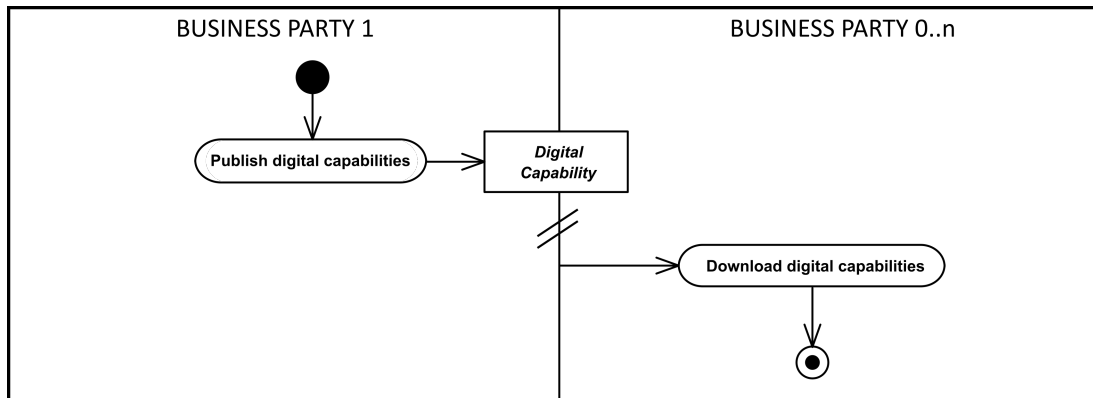 BUSINESS PARTY 1
BUSINESS PARTY 0..n
Publish digital capabilities
Digital
Capability
Download digital capabilities